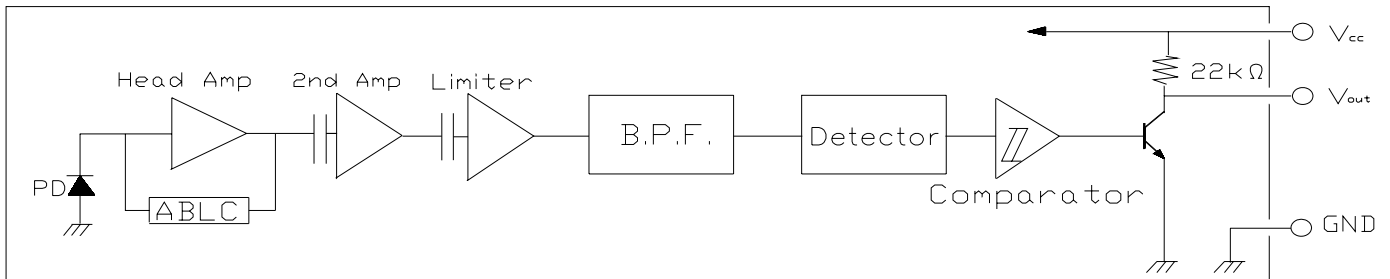 Head Amp
2nd Amp
Limiter
B.P.F.
Detector
Comparator
PD
ABLC
22kΩ
Vcc
Vout
GND